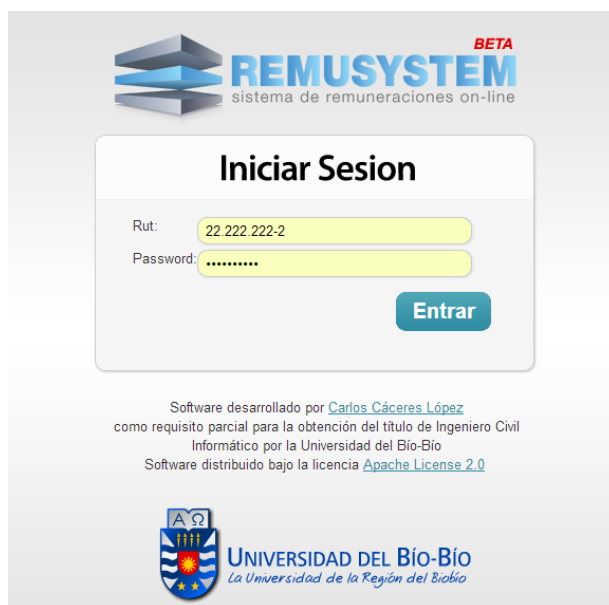 BETA
REMUSYSTEM
sistema de remuneraciones on-line
Iniciar Sesion
Rut: 22.222.222-2
Password: ••••••••••
Entrar
Software desarrollado por Carlos Cáceres López
como requisito parcial para la obtención del título de Ingeniero Civil
Informático por la Universidad del Bío-Bío
Software distribuido bajo la licencia Apache License 2.0
ΑΩ
UNIVERSIDAD DEL BÍO-BÍO
La Universidad de la Región del Biobío